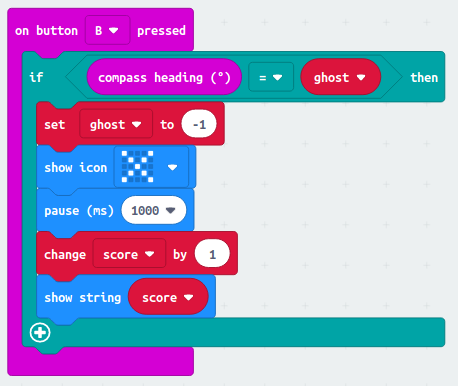 on button B pressed
if compass heading (°) = ghost then
set ghost to -1
show icon
pause (ms) 1000
change score by 1
show string score